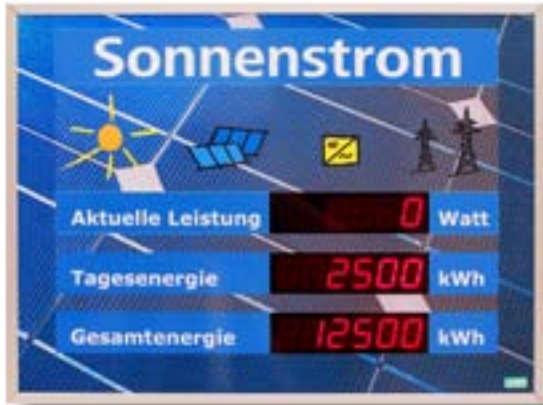 Sonnenstrom
Aktuelle Leistung 0 Watt
Tagesenergie 2500 kWh
Gesamtenergie 12500 kWh